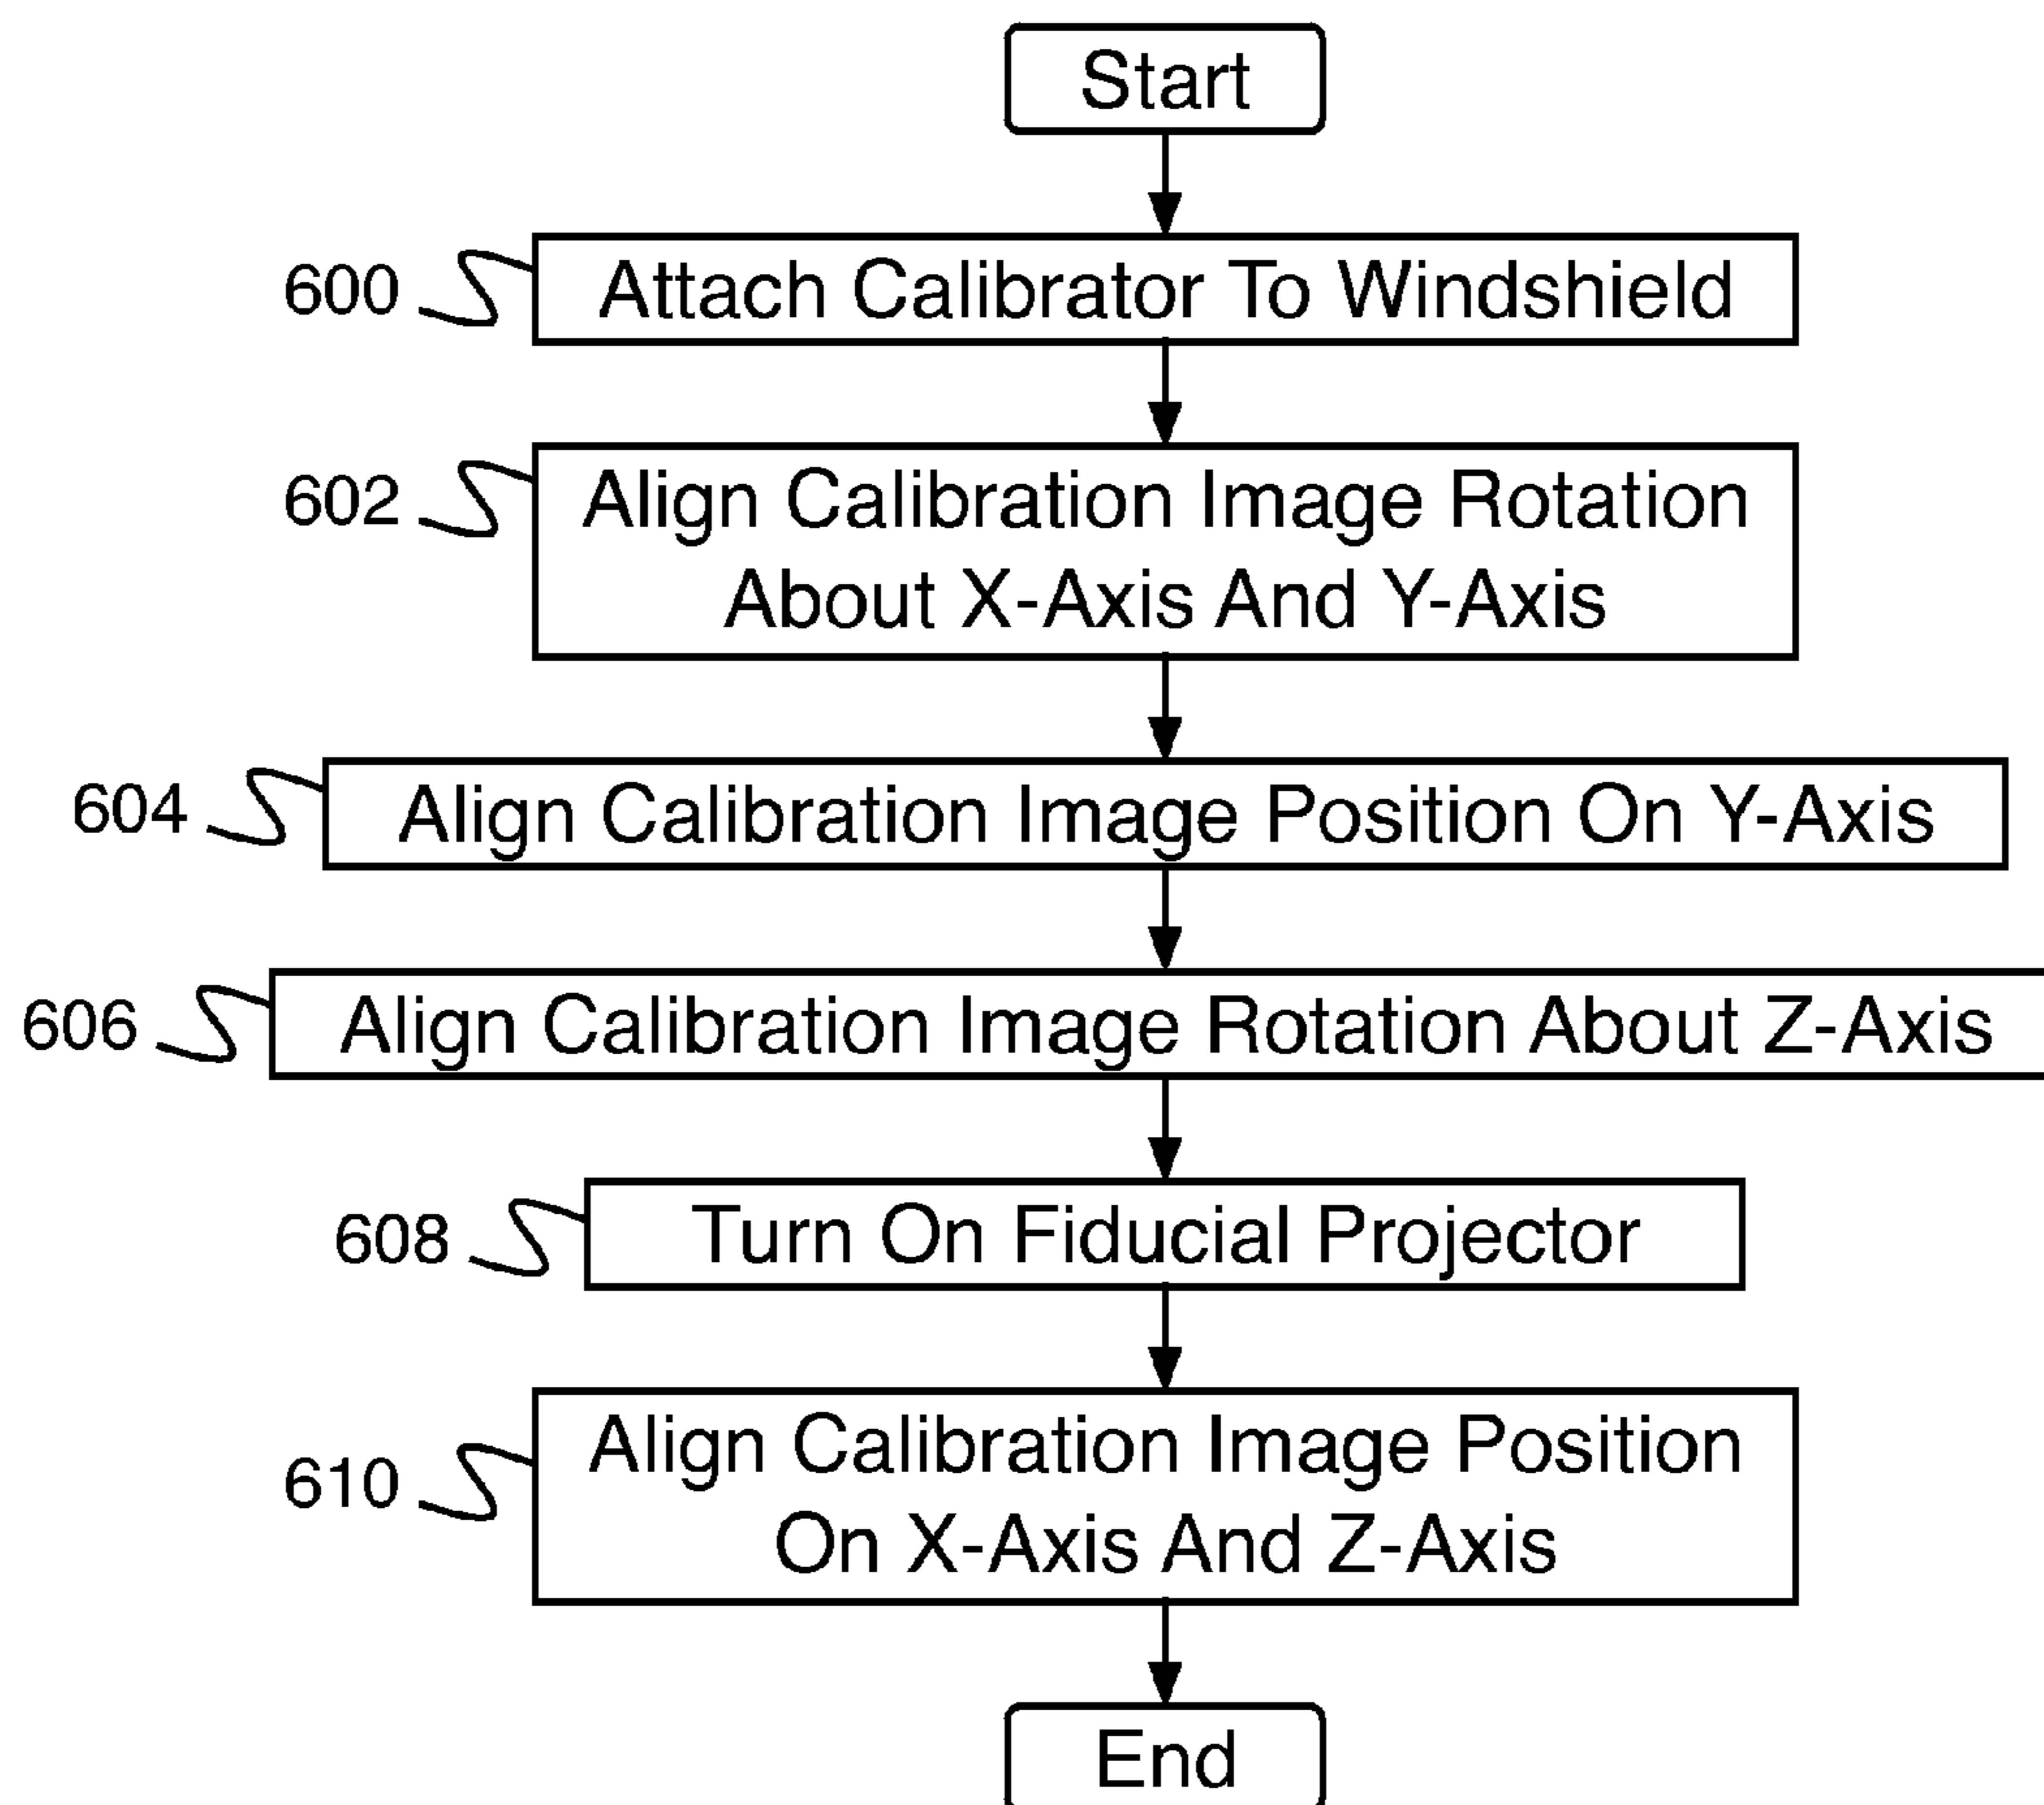 Start
600
Attach Calibrator To Windshield
602
Align Calibration Image Rotation
About X-Axis And Y-Axis
604
Align Calibration Image Position On Y-Axis
606
Align Calibration Image Rotation About Z-Axis
608
Turn On Fiducial Projector
610
Align Calibration Image Position
On X-Axis And Z-Axis
End